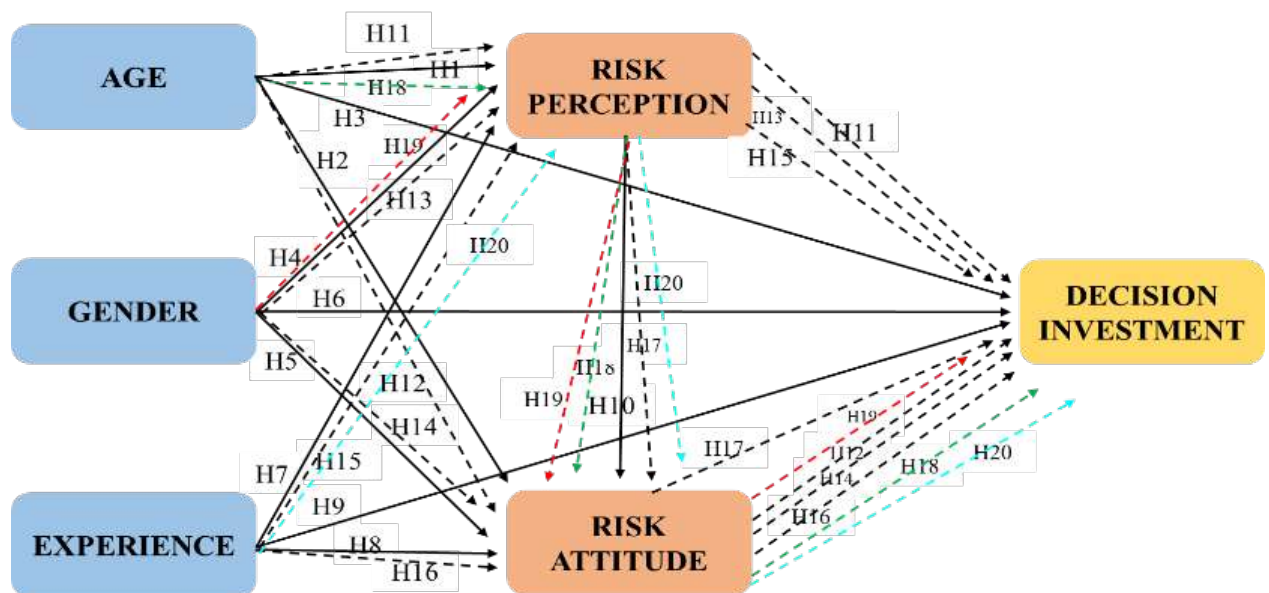 H11
AGE
RISK
PERCEPTION
H1
H18
H3
H13
H11
H19
H15
H2
H13
H4
H20
H20
GENDER
H6
DECISION
INVESTMENT
H5
H17
H18
H12
H19
H10
H14
H19
H17
H12
H15
H7
H18
H20
H14
H9
H16
EXPERIENCE
H8
RISK
ATTITUDE
H16